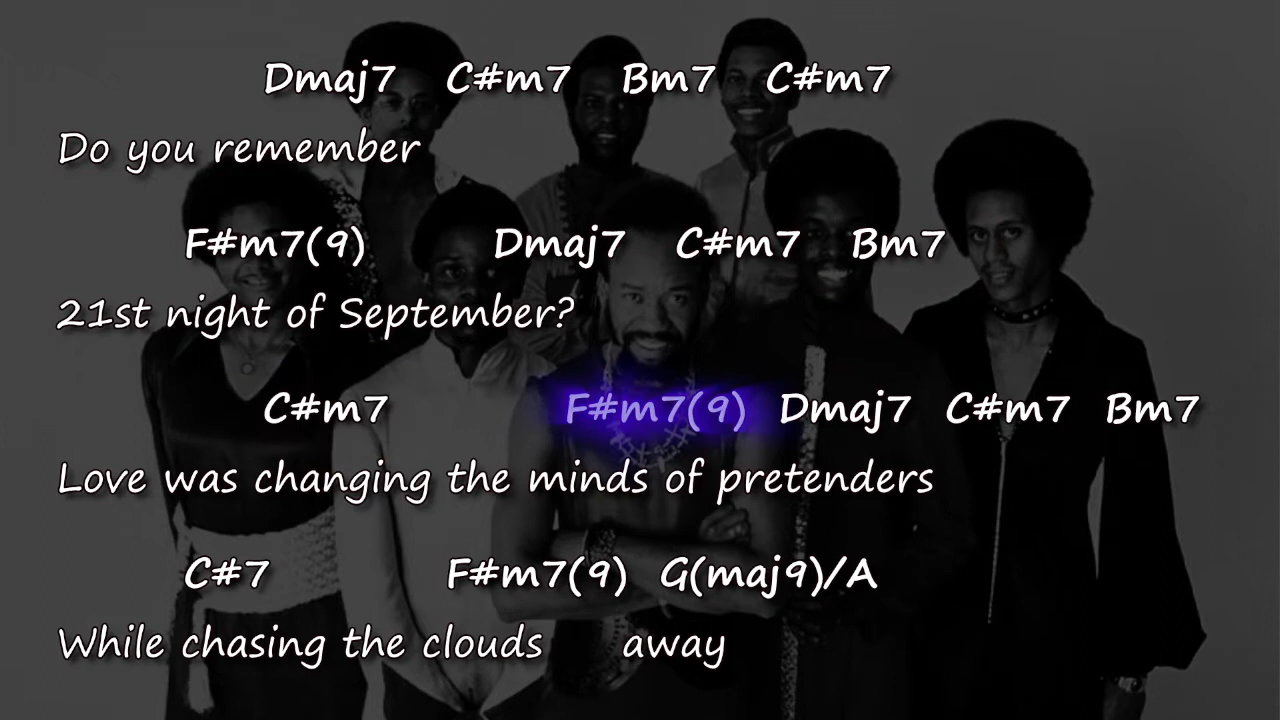 Dmaj7 C#m7 Bm7 C#m7
Do you remember
F#m7(9) Dmaj7 C#m7 Bm7
21st night of September?
C#m7 F#m7(9) Dmaj7 C#m7 Bm7
Love was changing the minds of pretenders
C#7 F#m7(9) G(maj9)/A
While chasing the clouds away